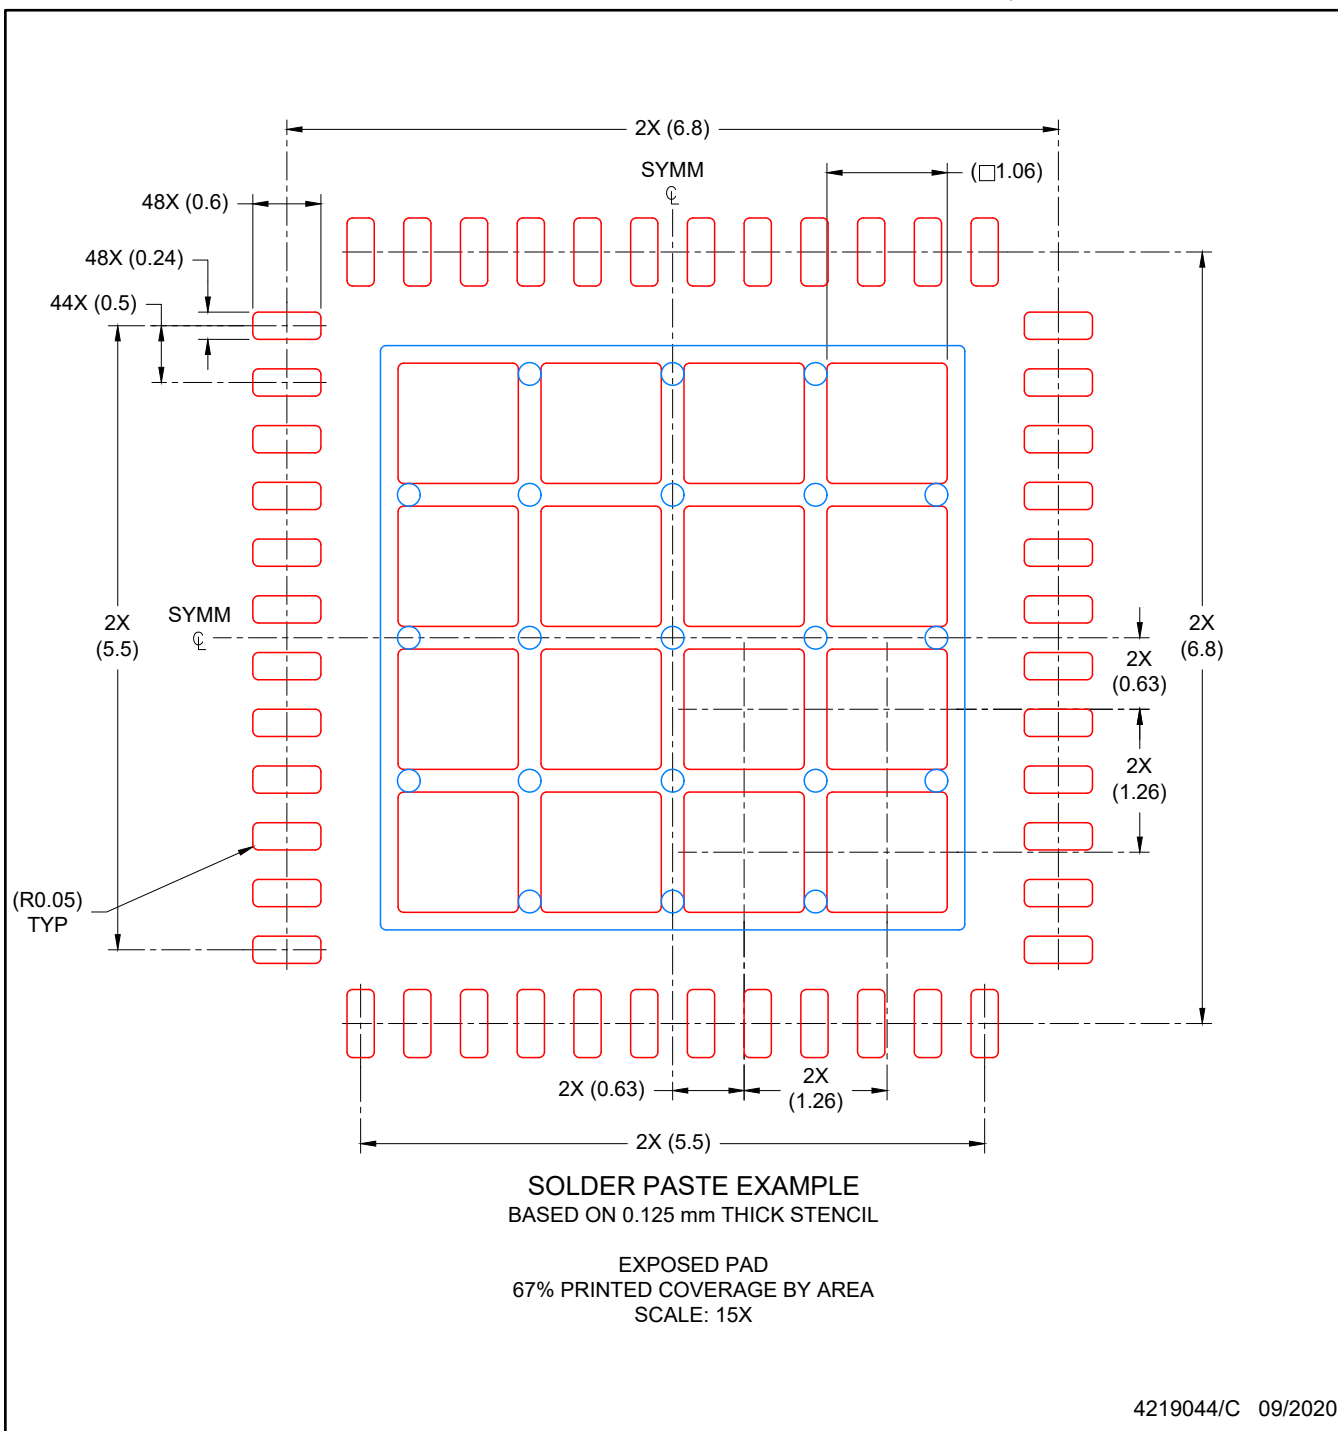 2X (6.8)
SYMM
(□1.06)
48X (0.6)
48X (0.24)
44X (0.5)
SYMM
2X
(5.5)
2X
(6.8)
2X
(0.63)
2X
(1.26)
(R0.05)
TYP
2X (0.63)
2X
(1.26)
2X (5.5)
SOLDER PASTE EXAMPLE
BASED ON 0.125 mm THICK STENCIL
EXPOSED PAD
67% PRINTED COVERAGE BY AREA
SCALE: 15X
4219044/C 09/2020